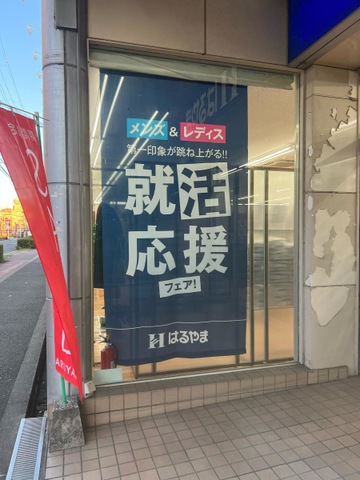 メンズ & レディス
第一印象が跳ね上がる!!
就活
応援
フェア!
はるやま